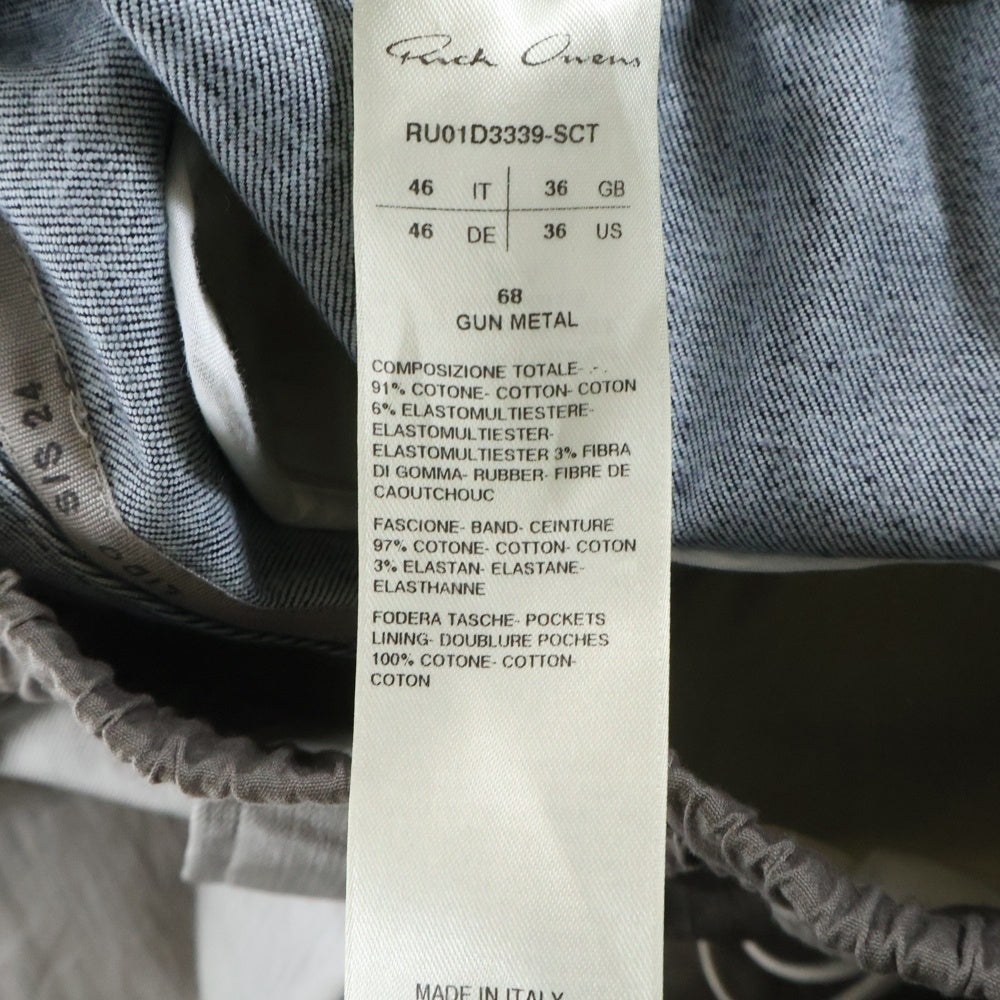 Rick Owens
RU01D3339-SCT
46 IT 36 GB
46 DE 36 US
68
GUN METAL
COMPOSIZIONE TOTALE- - -
91% COTONE- COTTON- COTON
6% ELASTOMULTIESTERE-
ELASTOMULTIESTER-
ELASTOMULTIESTER 3% FIBRA
DI GOMMA- RUBBER- FIBRE DE
CAOUTCHOUC
FASCIONE- BAND- CEINTURE
97% COTONE- COTTON- COTON
3% ELASTAN- ELASTANE-
ELASTHANNE
FODERA TASCHE- POCKETS
LINING- DOUBLURE POCHES
100% COTONE- COTTON-
COTON
MADE IN ITALY
SIS 24